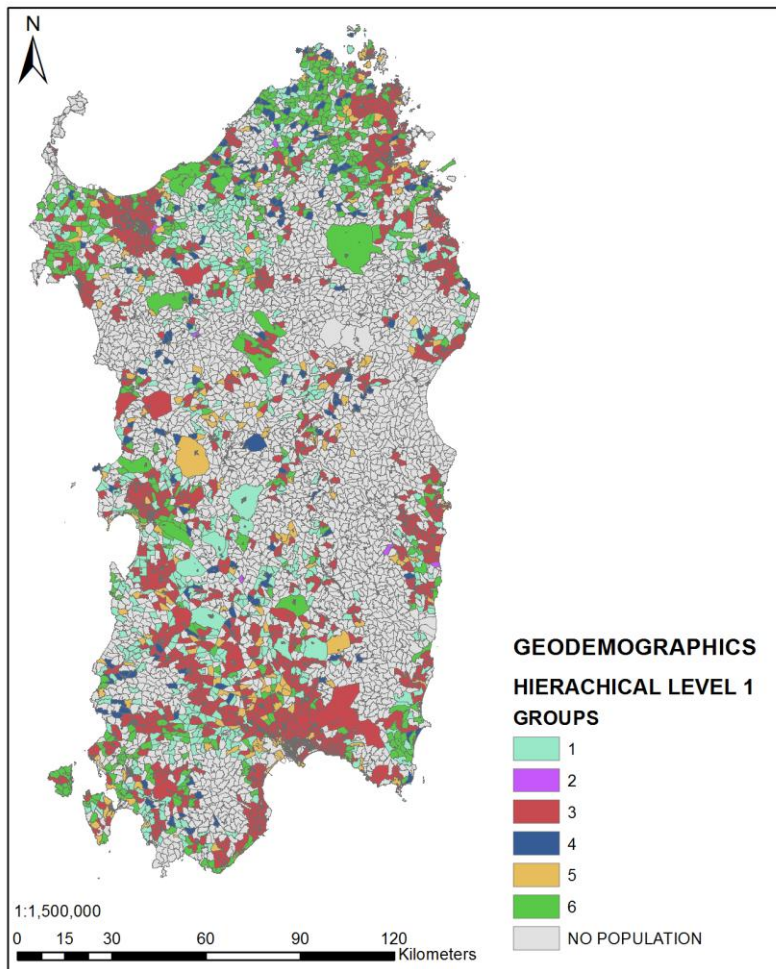 N
GEODEMOGRAPHICS
HIERACHICAL LEVEL 1
GROUPS
1
2
3
4
5
6
NO POPULATION
1:1,500,000
0 15 30 60 90 120
Kilometers